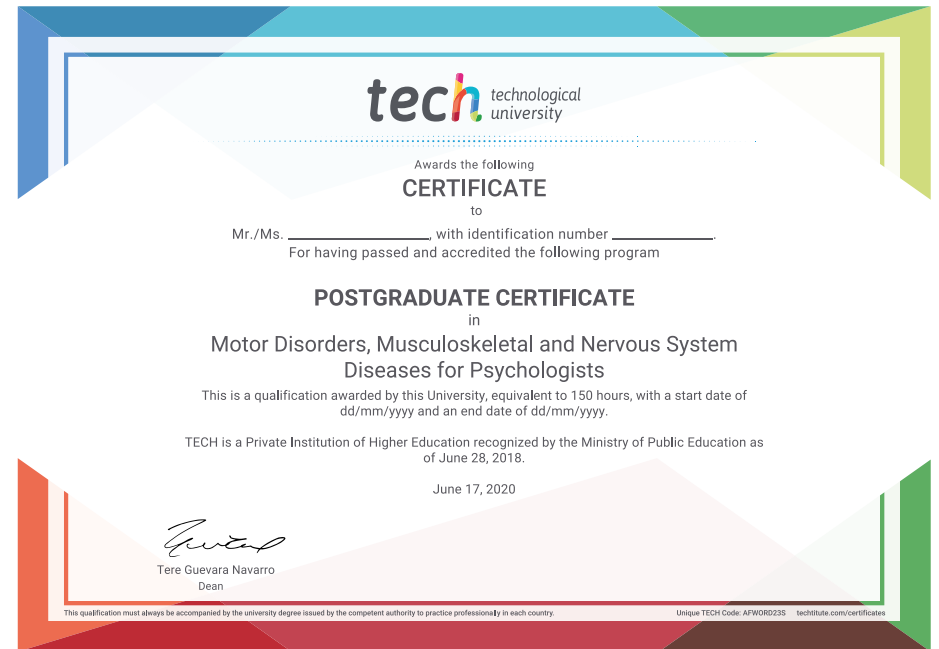 tech technological
university
Awards the following
CERTIFICATE
to
Mr./Ms. ____________________, with identification number ______________.
For having passed and accredited the following program
POSTGRADUATE CERTIFICATE
in
Motor Disorders, Musculoskeletal and Nervous System
Diseases for Psychologists
This is a qualification awarded by this University, equivalent to 150 hours, with a start date of
dd/mm/yyyy and an end date of dd/mm/yyyy.
TECH is a Private Institution of Higher Education recognized by the Ministry of Public Education as
of June 28, 2018.
June 17, 2020
Tere Guevara Navarro
Dean
This qualification must always be accompanied by the university degree issued by the competent authority to practice professionally in each country. Unique TECH Code: AFWORD23S techtitute.com/certificates